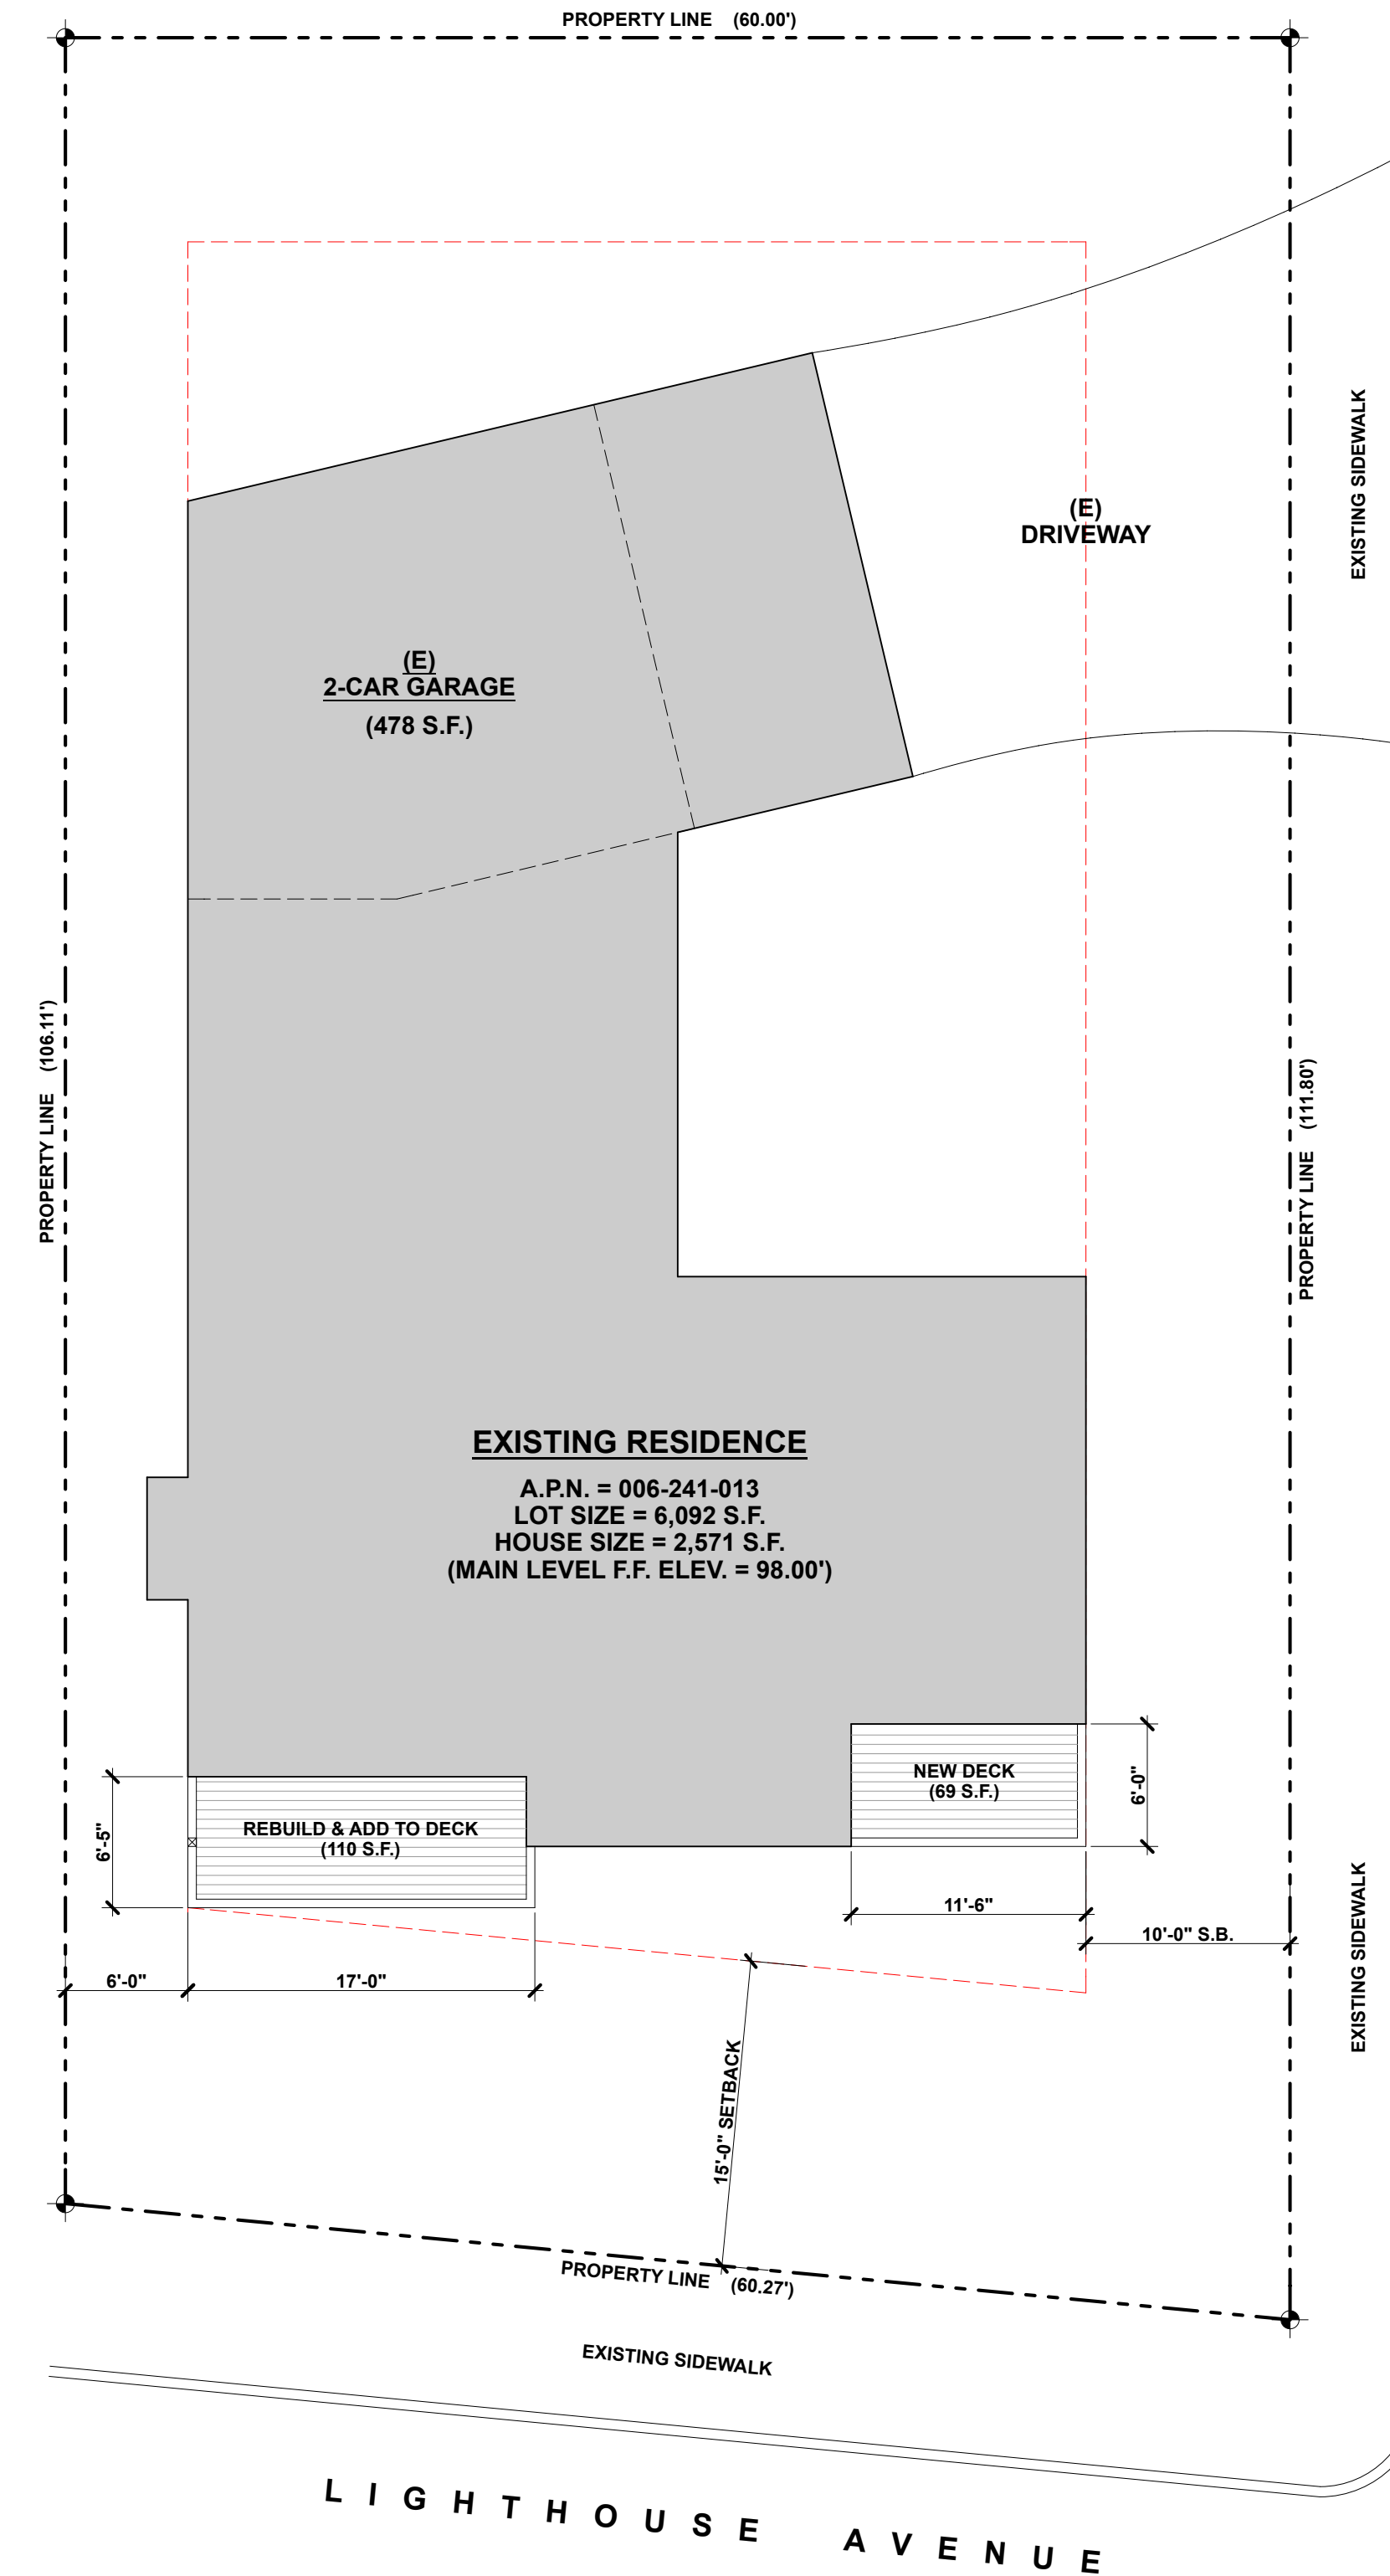 PROPERTY LINE (60.00')
EXISTING SIDEWALK
(E)
DRIVEWAY
(E)
2-CAR GARAGE
(478 S.F.)
PROPERTY LINE (106.11')
PROPERTY LINE (111.80')
EXISTING RESIDENCE
A.P.N. = 006-241-013
LOT SIZE = 6,092 S.F.
HOUSE SIZE = 2,571 S.F.
(MAIN LEVEL F.F. ELEV. = 98.00')
NEW DECK
(69 S.F.)
6'-0"
REBUILD & ADD TO DECK
(110 S.F.)
6'-5"
11'-6"
10'-0" S.B.
EXISTING SIDEWALK
6'-0"
17'-0"
15'-0" SETBACK
PROPERTY LINE (60.27')
EXISTING SIDEWALK
LIGHTHOUSE AVENUE